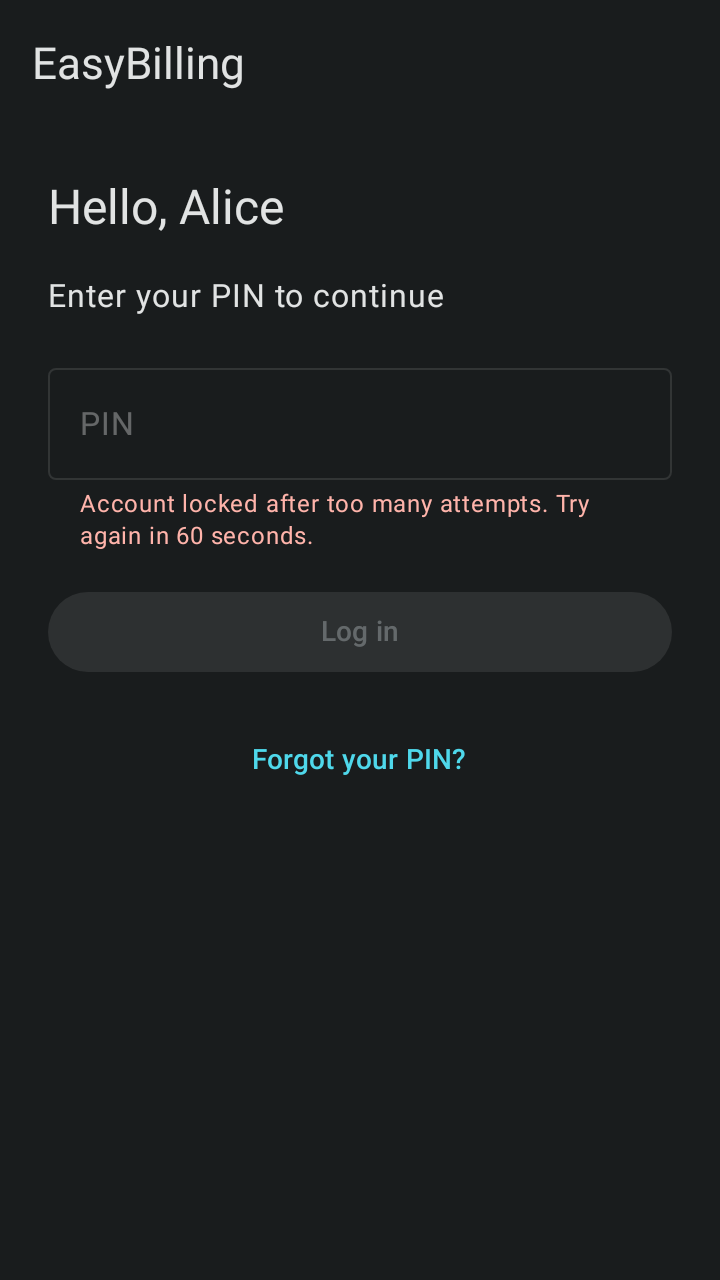 EasyBilling
Hello, Alice
Enter your PIN to continue
PIN
Account locked after too many attempts. Try
again in 60 seconds.
Log in
Forgot your PIN?